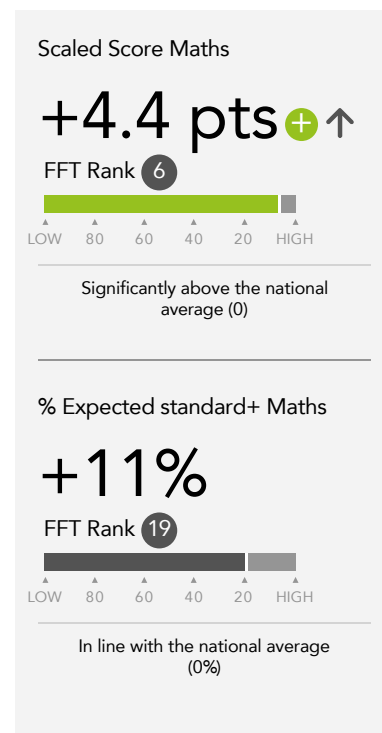 Scaled Score Maths
+4.4 pts + ↑
FFT Rank 6
LOW 80 60 40 20 HIGH
Significantly above the national
average (0)
% Expected standard+ Maths
+11%
FFT Rank 19
LOW 80 60 40 20 HIGH
In line with the national average
(0%)